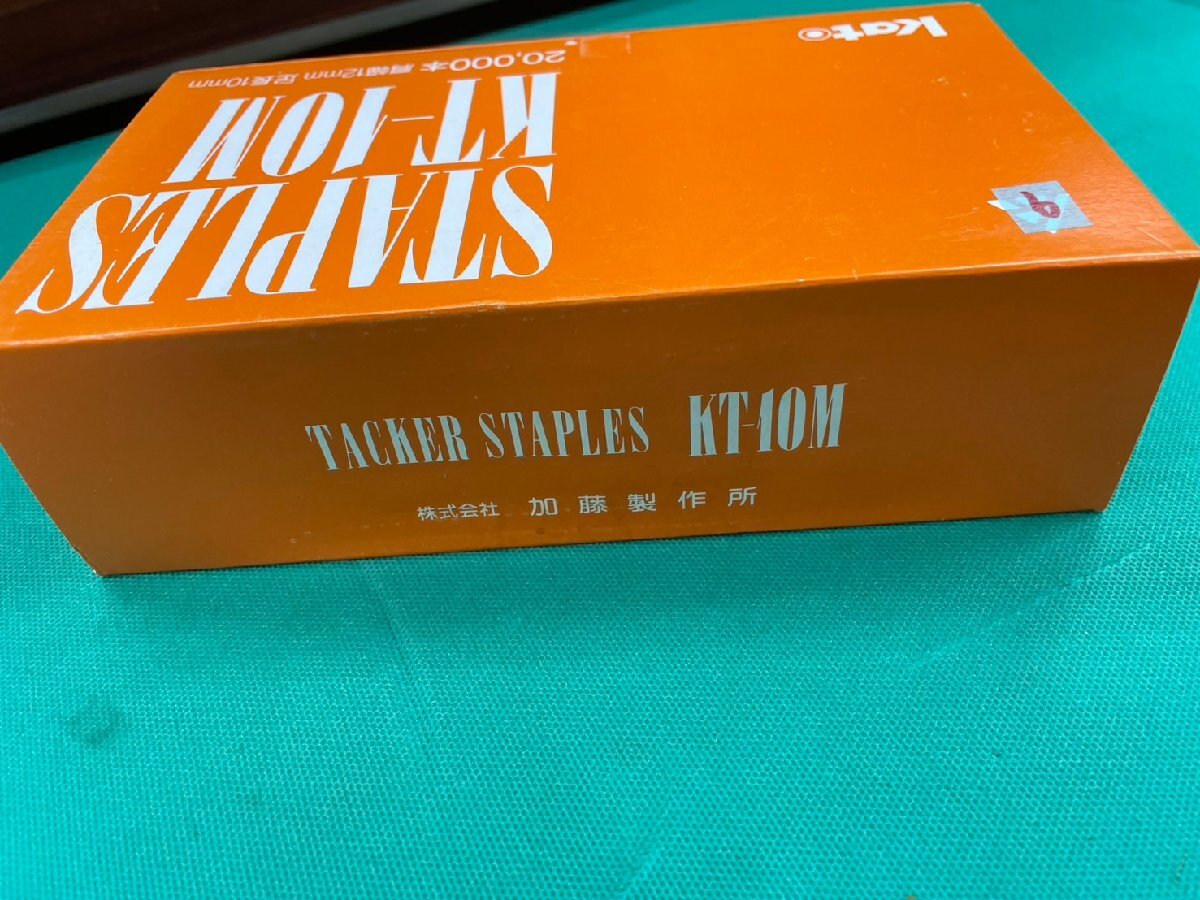 Kato
STAPLES
KT-10M
20,000本 肩幅12mm 足長10mm
TACKER STAPLES KT-10M
株式会社 加藤製作所